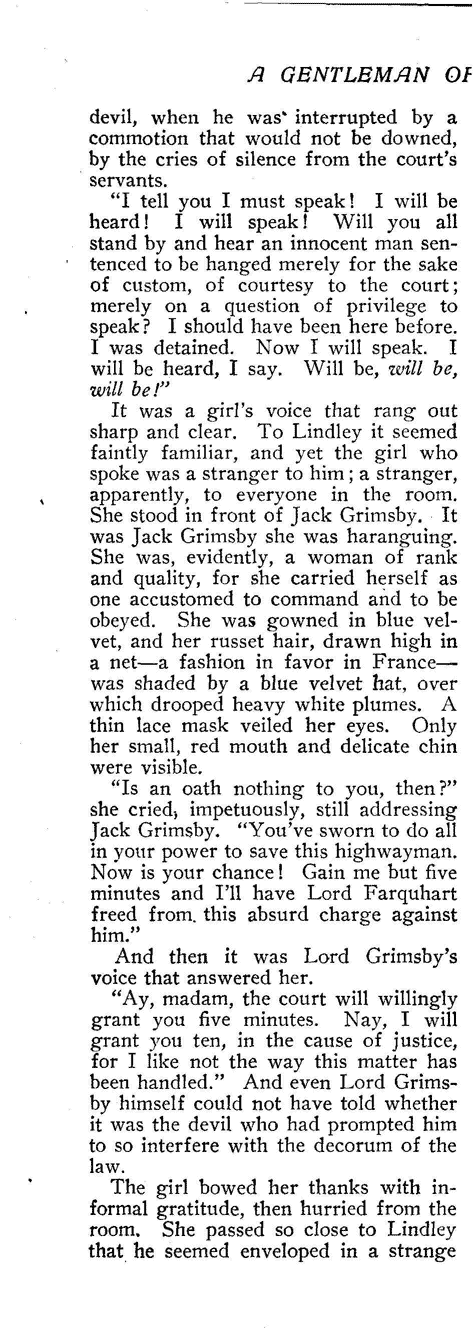 A GENTLEMAN OF
devil, when he was interrupted by a
commotion that would not be downed,
by the cries of silence from the court's
servants.
"I tell you I must speak! I will be
heard! I will speak! Will you all
stand by and hear an innocent man sen-
tenced to be hanged merely for the sake
of custom, of courtesy to the court;
merely on a question of privilege to
speak? I should have been here before.
I was detained. Now I will speak. I
will be heard, I say. Will be, will be,
will be!"
It was a girl's voice that rang out
sharp and clear. To Lindley it seemed
faintly familiar, and yet the girl who
spoke was a stranger to him; a stranger,
apparently, to everyone in the room.
She stood in front of Jack Grimsby. It
was Jack Grimsby she was haranguing.
She was, evidently, a woman of rank
and quality, for she carried herself as
one accustomed to command and to be
obeyed. She was gowned in blue vel-
vet, and her russet hair, drawn high in
a net—a fashion in favor in France—
was shaded by a blue velvet hat, over
which drooped heavy white plumes. A
thin lace mask veiled her eyes. Only
her small, red mouth and delicate chin
were visible.
"Is an oath nothing to you, then?"
she cried, impetuously, still addressing
Jack Grimsby. "You've sworn to do all
in your power to save this highwayman.
Now is your chance! Gain me but five
minutes and I'll have Lord Farquhart
freed from. this absurd charge against
him."
And then it was Lord Grimsby's
voice that answered her.
"Ay, madam, the court will willingly
grant you five minutes. Nay, I will
grant you ten, in the cause of justice,
for I like not the way this matter has
been handled." And even Lord Grims-
by himself could not have told whether
it was the devil who had prompted him
to so interfere with the decorum of the
law.
The girl bowed her thanks with in-
formal gratitude, then hurried from the
room. She passed so close to Lindley
that he seemed enveloped in a strange